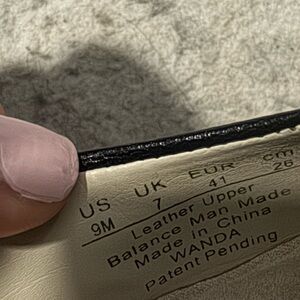 US UK EUR cm
9M 7 41 26
Leather Upper
Balance Man Made
Made in China
WANDA
Patent Pending